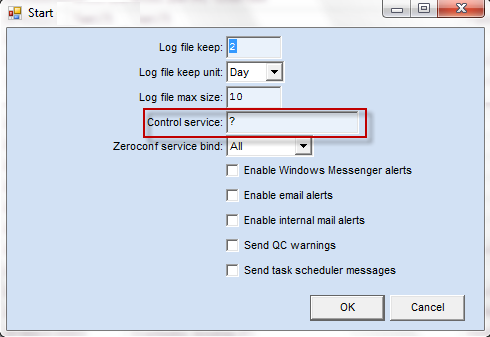 Start
Log file keep: 2
Log file keep unit: Day
Log file max size: 10
Control service: ?
Zeroconf service bind: All
Enable Windows Messenger alerts
Enable email alerts
Enable internal mail alerts
Send QC warnings
Send task scheduler messages
OK Cancel